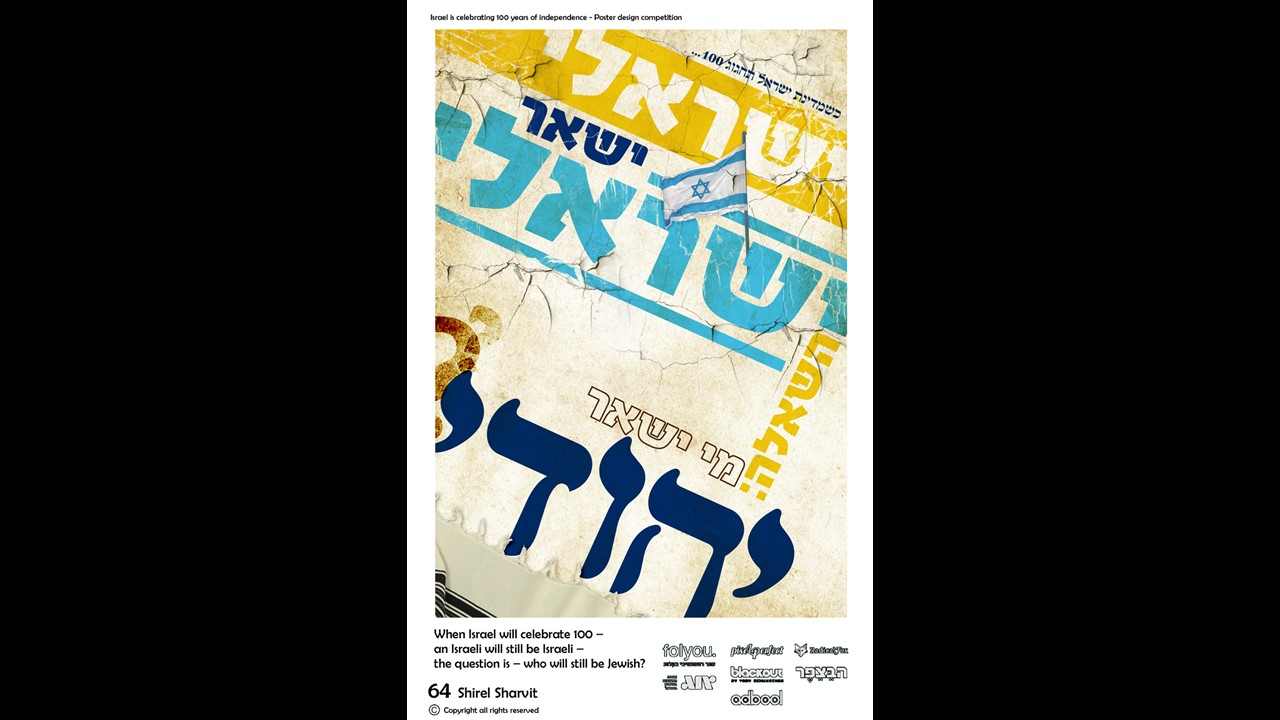 Israel is celebrating 100 years of independence - Poster design competition
כשמדינת ישראל תחגוג 100...
ישראלי
ישאר
ישראלי
השאלה
מי ישאר
יהודי
When Israel will celebrate 100 –
an Israeli will still be Israeli –
the question is – who will still be Jewish?
folyou.
pixelperfect
RadicalFox
blackout
הבצפר
adbool
64 Shirel Sharvit
© Copyright all rights reserved